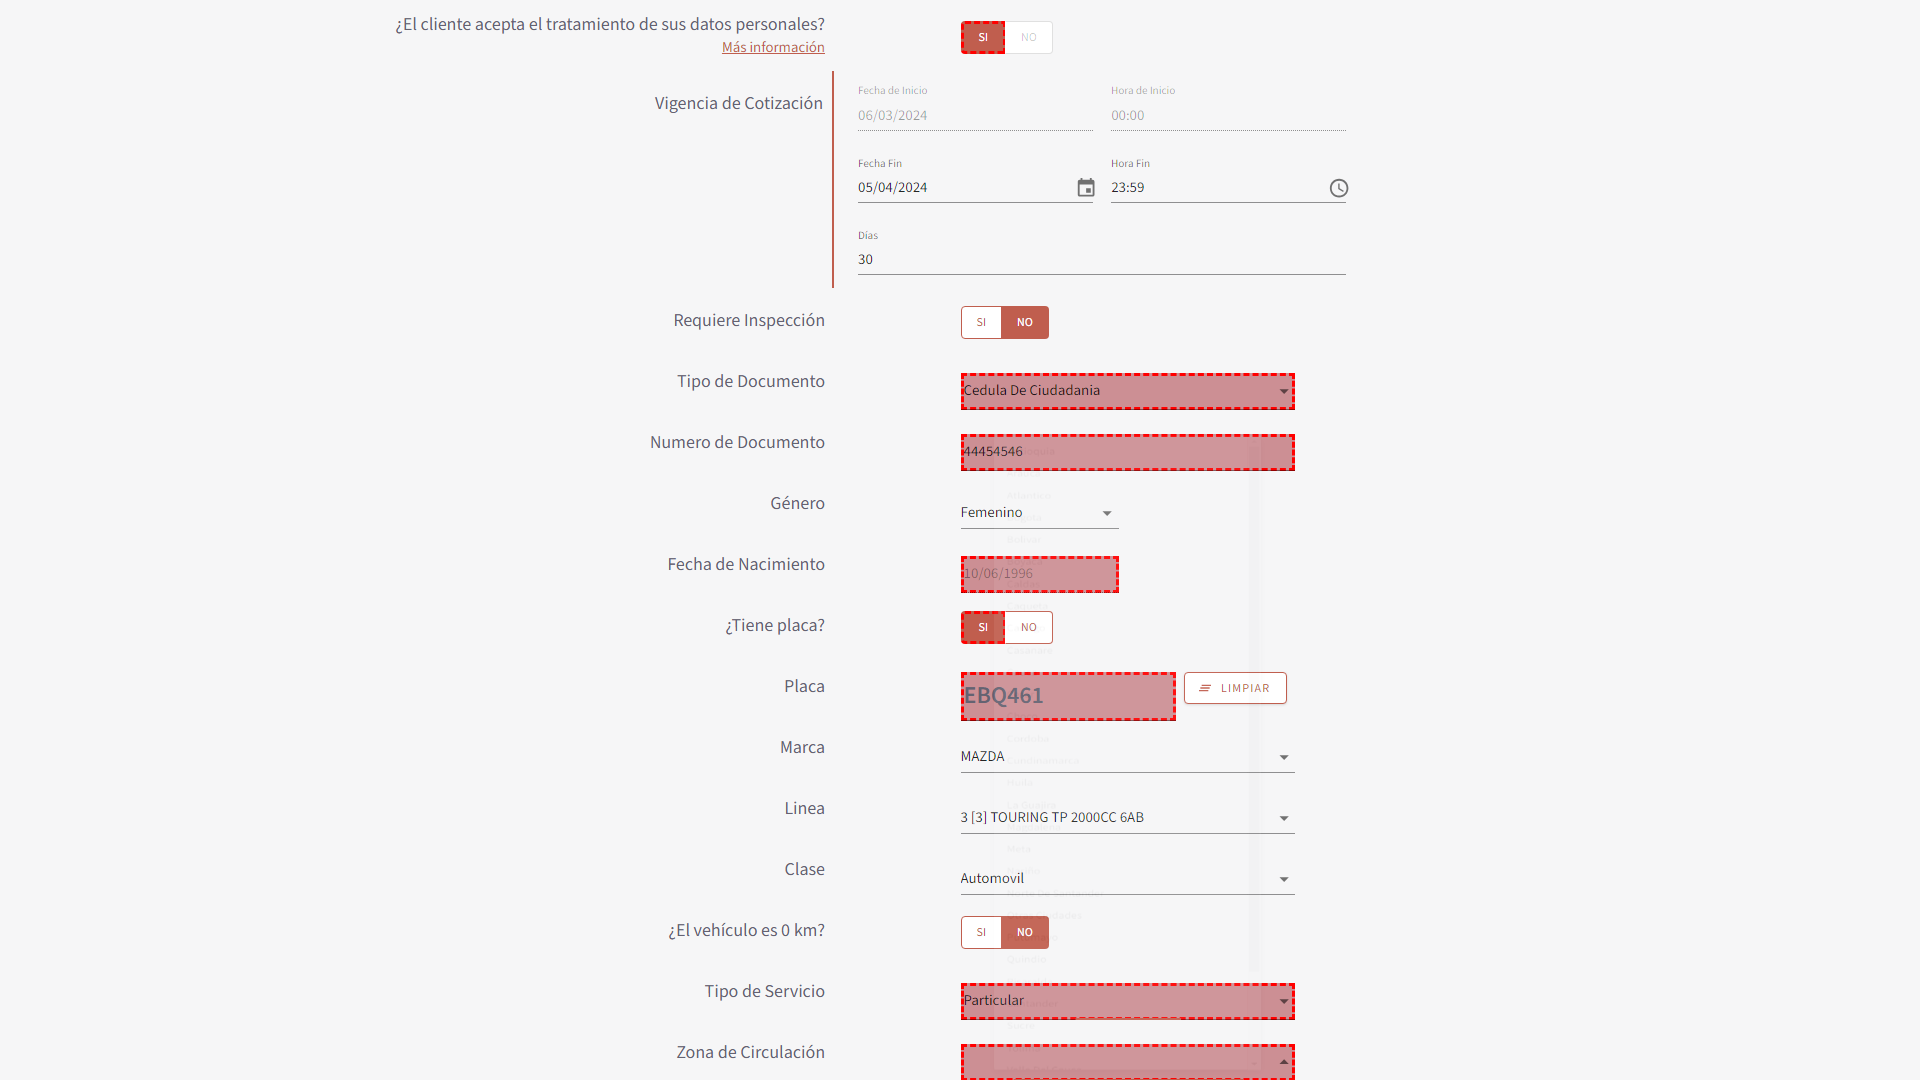 ¿El cliente acepta el tratamiento de sus datos personales?
Más información
SI NO
Vigencia de Cotización
Fecha de Inicio Hora de Inicio
06/03/2024 00:00
Fecha Fin Hora Fin
05/04/2024 23:59
Días
30
Requiere Inspección SI NO
Tipo de Documento Cedula De Ciudadania
Numero de Documento 44454546
Género Femenino
Fecha de Nacimiento 10/06/1996
¿Tiene placa? SI NO
Placa EBQ461 LIMPIAR
Marca MAZDA
Linea 3 [3] TOURING TP 2000CC 6AB
Clase Automovil
¿El vehículo es 0 km? SI NO
Tipo de Servicio Particular
Zona de Circulación